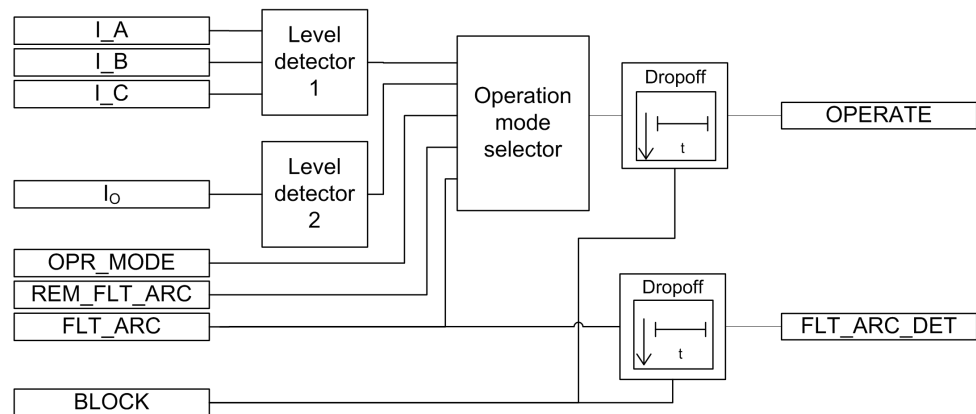 I_A
I_B
I_C
Level
detector
1
I_O
Level
detector
2
OPR_MODE
REM_FLT_ARC
FLT_ARC
BLOCK
Operation
mode
selector
Dropoff
t
OPERATE
Dropoff
t
FLT_ARC_DET